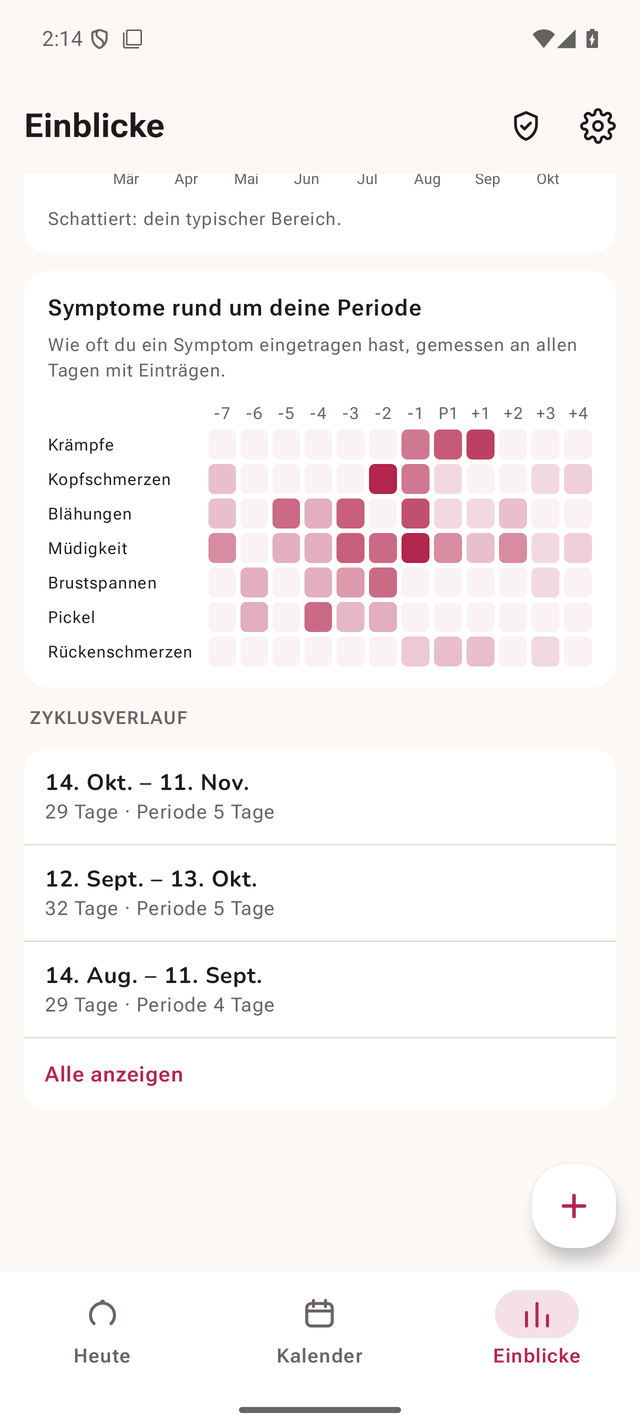 2:14
Einblicke
Mär Apr Mai Jun Jul Aug Sep Okt
Schattiert: dein typischer Bereich.
Symptome rund um deine Periode
Wie oft du ein Symptom eingetragen hast, gemessen an allen
Tagen mit Einträgen.
-7 -6 -5 -4 -3 -2 -1 P1 +1 +2 +3 +4
Krämpfe
Kopfschmerzen
Blähungen
Müdigkeit
Brustspannen
Pickel
Rückenschmerzen
ZYKLUSVERLAUF
14. Okt. – 11. Nov.
29 Tage · Periode 5 Tage
12. Sept. – 13. Okt.
32 Tage · Periode 5 Tage
14. Aug. – 11. Sept.
29 Tage · Periode 4 Tage
Alle anzeigen
Heute Kalender Einblicke